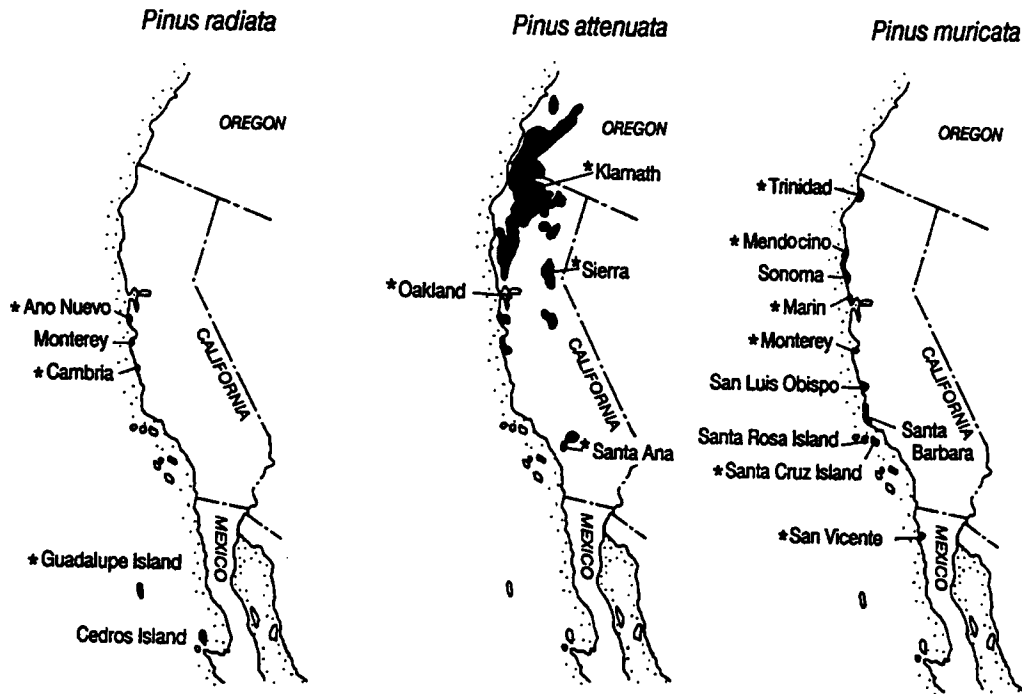 Pinus radiata
OREGON
* Ano Nuevo
Monterey
* Cambria
CALIFORNIA
MEXICO
* Guadalupe Island
Cedros Island
Pinus attenuata
OREGON
* Klamath
* Sierra
* Oakland
CALIFORNIA
* Santa Ana
MEXICO
Pinus muricata
OREGON
* Trinidad
* Mendocino
Sonoma
* Marin
* Monterey
San Luis Obispo
CALIFORNIA
Santa
Barbara
Santa Rosa Island
* Santa Cruz Island
* San Vicente
MEXICO